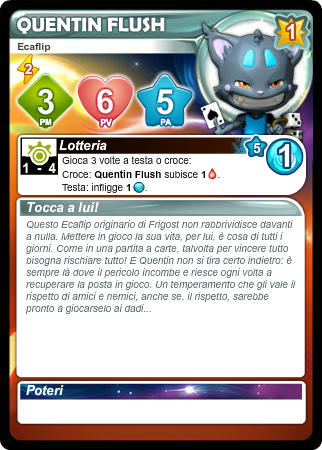 QUENTIN FLUSH
1
Ecaflip
2
3
PM
6
PV
5
PA
Lotteria
5
1
1 - 4
Gioca 3 volte a testa o croce:
Croce: Quentin Flush subisce 1.
Testa: infligge 1.
Tocca a lui!
Questo Ecaflip originario di Frigost non rabbrividisce davanti
a nulla. Mettere in gioco la sua vita, per lui, è cosa di tutti i
giorni. Come in una partita a carte, talvolta per vincere tutto
bisogna rischiare tutto! E Quentin non si tira certo indietro: è
sempre là dove il pericolo incombe e riesce ogni volta a
recuperare la posta in gioco. Un temperamento che gli vale il
rispetto di amici e nemici, anche se, il rispetto, sarebbe
pronto a giocarselo ai dadi...
Poteri